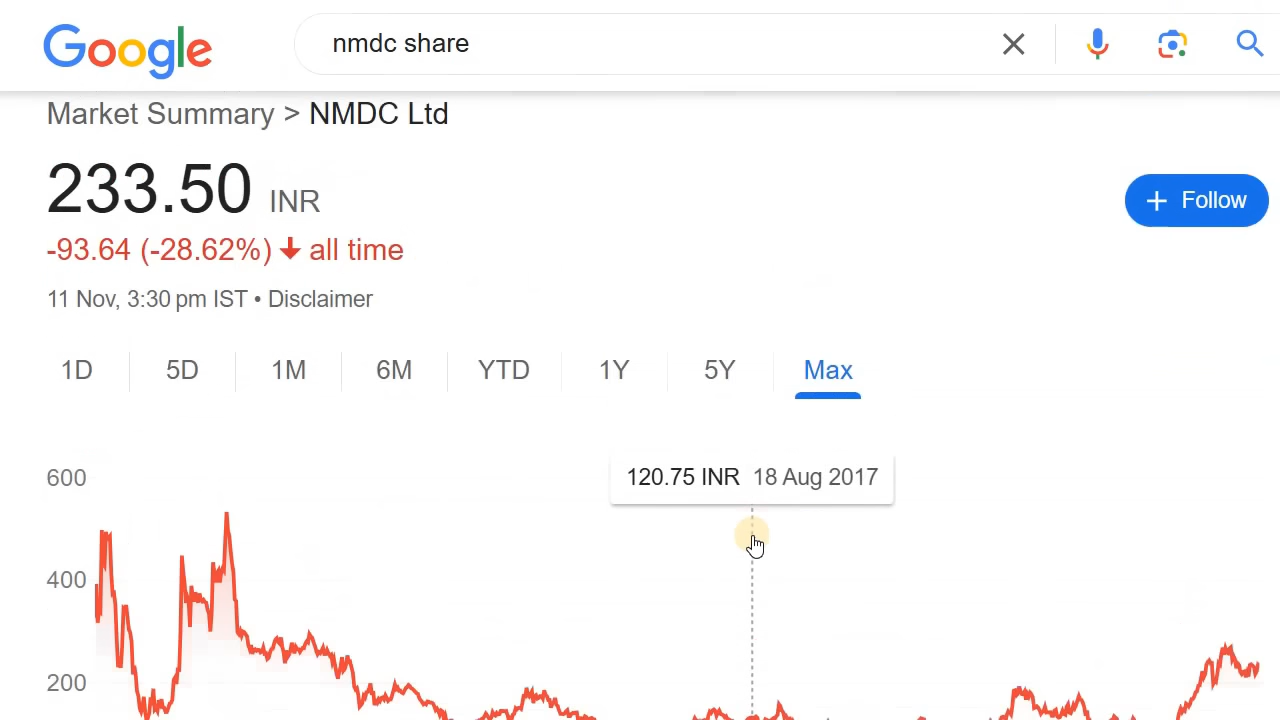 Google
nmdc share
Market Summary > NMDC Ltd
233.50 INR
+ Follow
-93.64 (-28.62%) ↓ all time
11 Nov, 3:30 pm IST • Disclaimer
1D 5D 1M 6M YTD 1Y 5Y Max
600
120.75 INR 18 Aug 2017
400
200